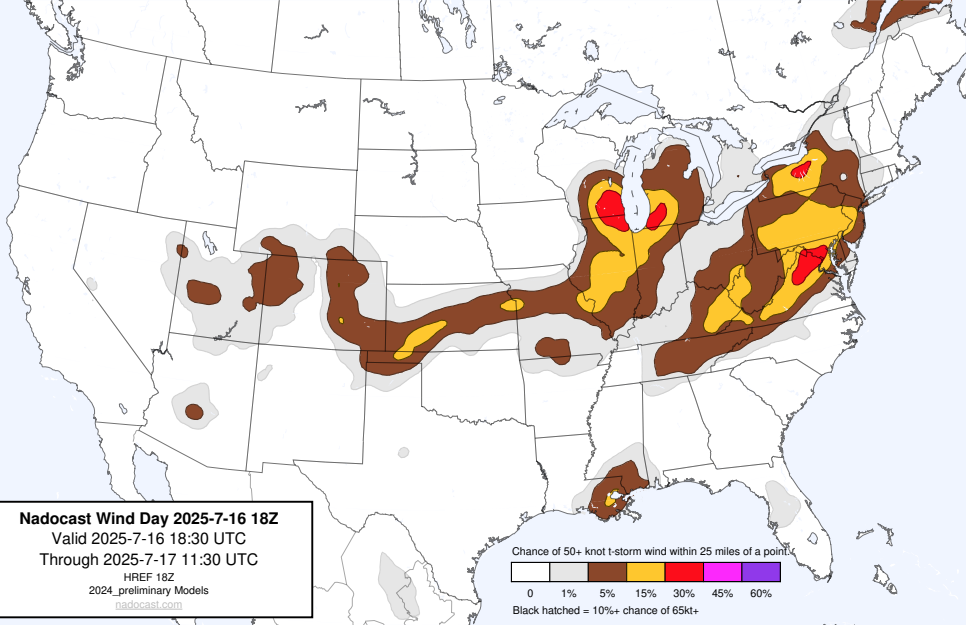 Nadocast Wind Day 2025-7-16 18Z
Valid 2025-7-16 18:30 UTC
Through 2025-7-17 11:30 UTC
HREF 18Z
2024_preliminary Models
nadocast.com
Chance of 50+ knot t-storm wind within 25 miles of a point.
0 1% 5% 15% 30% 45% 60%
Black hatched = 10%+ chance of 65kt+